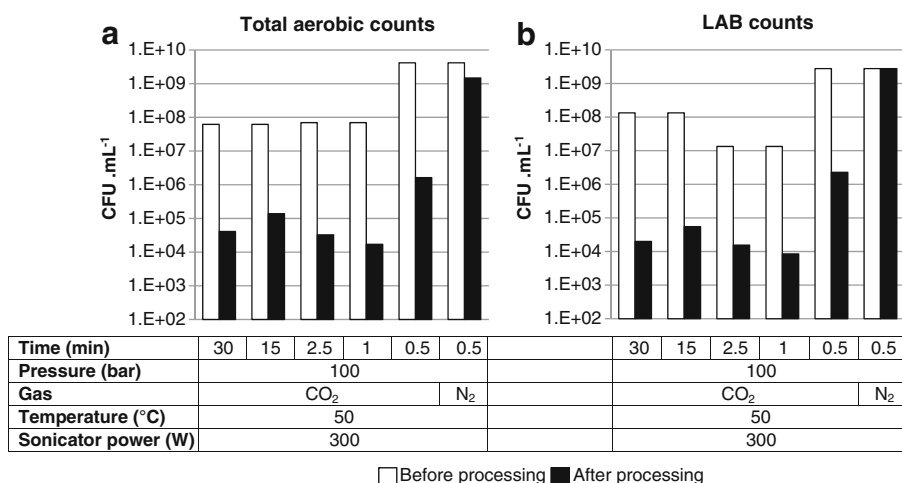 a Total aerobic counts
1.E+10
1.E+09
1.E+08
1.E+07
1.E+06
1.E+05
1.E+04
1.E+03
1.E+02
CFU .mL-1
b LAB counts
1.E+10
1.E+09
1.E+08
1.E+07
1.E+06
1.E+05
1.E+04
1.E+03
1.E+02
CFU .mL-1
Time (min) 30 15 2.5 1 0.5 0.5 30 15 2.5 1 0.5 0.5
Pressure (bar) 100 100
Gas CO2 N2 CO2 N2
Temperature (°C) 50 50
Sonicator power (W) 300 300
Before processing After processing